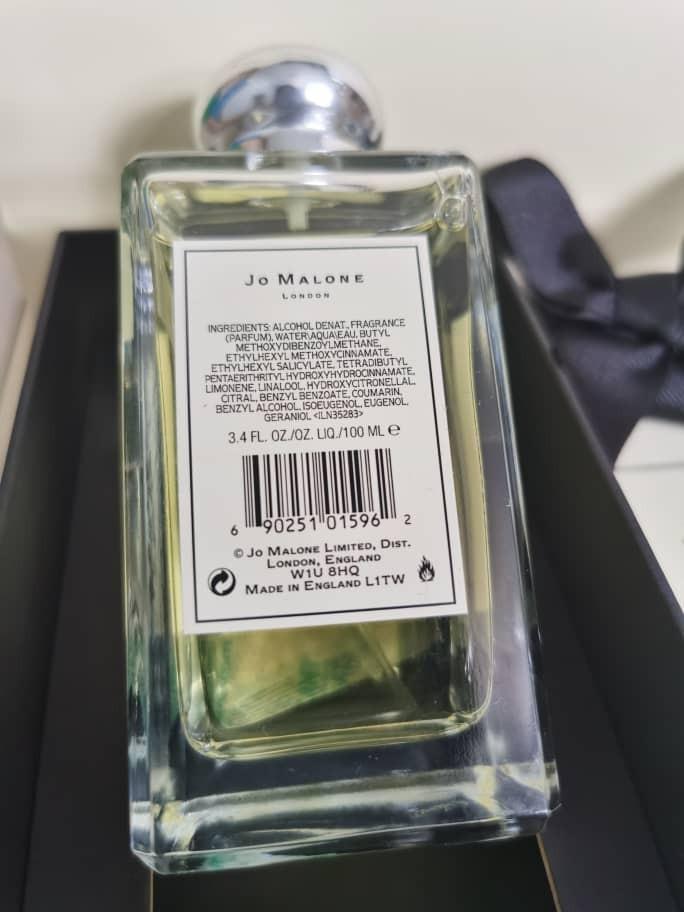 JO MALONE
LONDON
INGREDIENTS: ALCOHOL DENAT., FRAGRANCE
(PARFUM), WATER\AQUA\EAU, BUTYL
METHOXYDIBENZOYLMETHANE,
ETHYLHEXYL METHOXYCINNAMATE,
ETHYLHEXYL SALICYLATE, TETRADIBUTYL
PENTAERITHRITYL HYDROXYHYDROCINNAMATE,
LIMONENE, LINALOOL, HYDROXYCITRONELLAL,
CITRAL, BENZYL BENZOATE, COUMARIN,
BENZYL ALCOHOL, ISOEUGENOL, EUGENOL,
GERANIOL <ILN35283>
3.4 FL. OZ./OZ. LIQ./100 ML ℮
6 90251 01596 2
© JO MALONE LIMITED, DIST.
LONDON, ENGLAND
W1U 8HQ
MADE IN ENGLAND L1TW